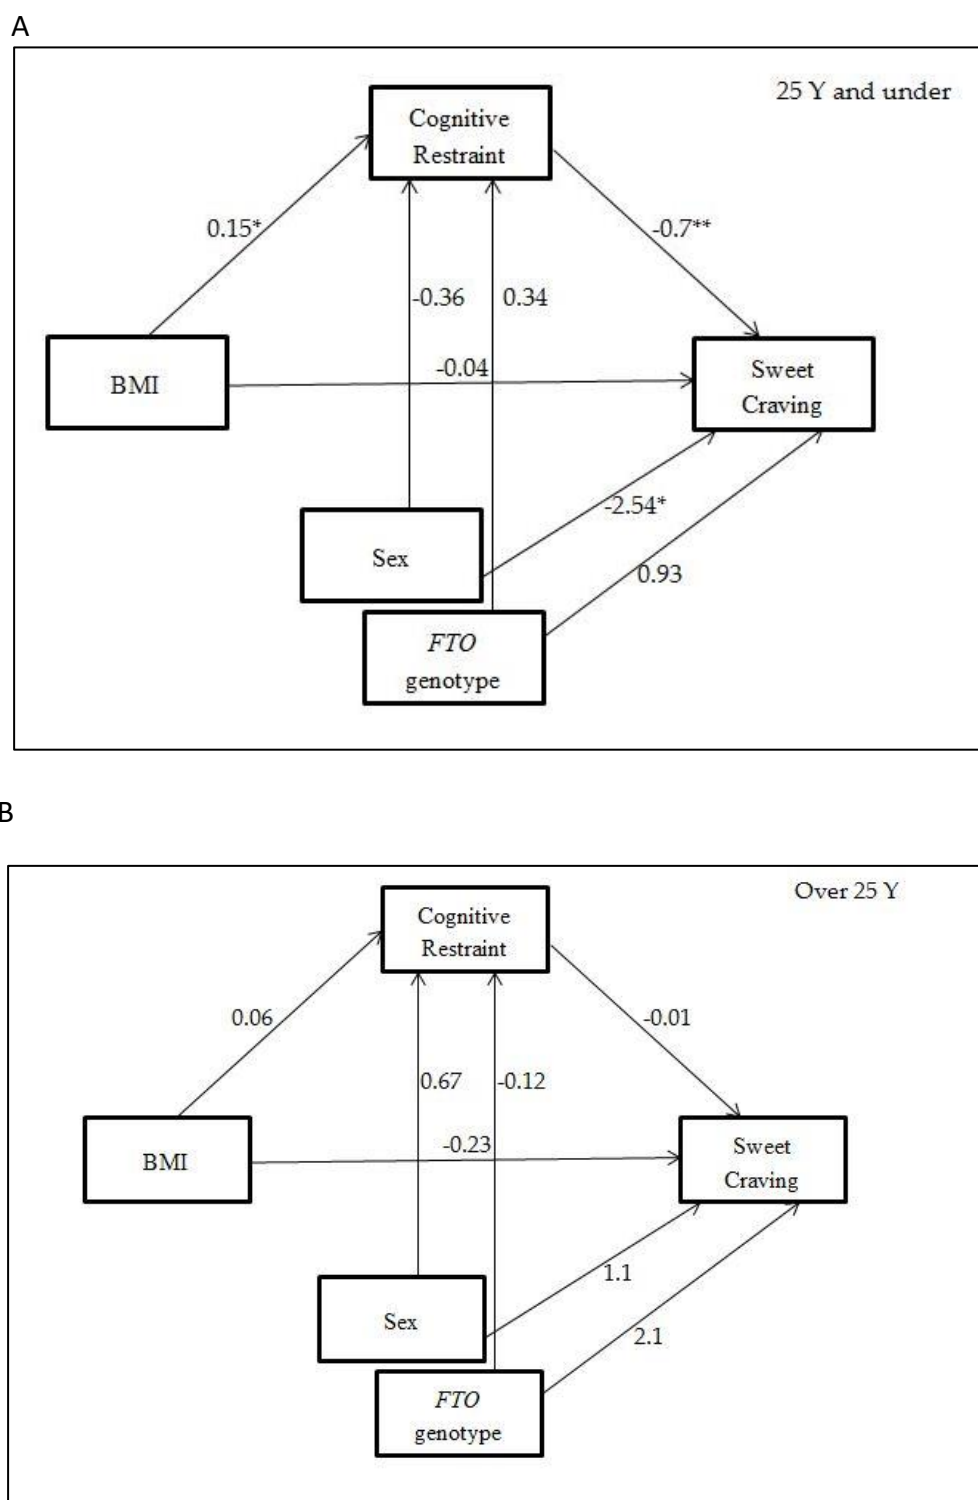 A
25 Y and under
Cognitive
Restraint
0.15*
-0.7**
-0.36
0.34
BMI
-0.04
Sweet
Craving
-2.54*
Sex
0.93
FTO
genotype
B
Over 25 Y
Cognitive
Restraint
0.06
-0.01
0.67
-0.12
BMI
-0.23
Sweet
Craving
1.1
Sex
2.1
FTO
genotype